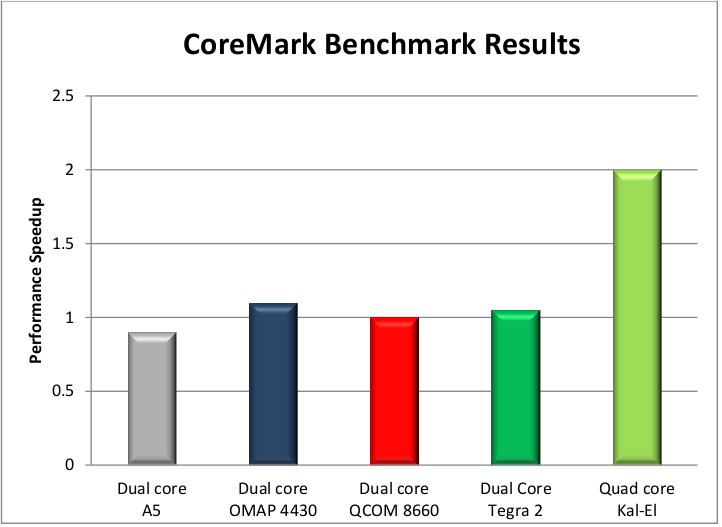 CoreMark Benchmark Results
Performance Speedup
2.5
2
1.5
1
0.5
0
Dual core
A5
Dual core
OMAP 4430
Dual core
QCOM 8660
Dual Core
Tegra 2
Quad core
Kal-El